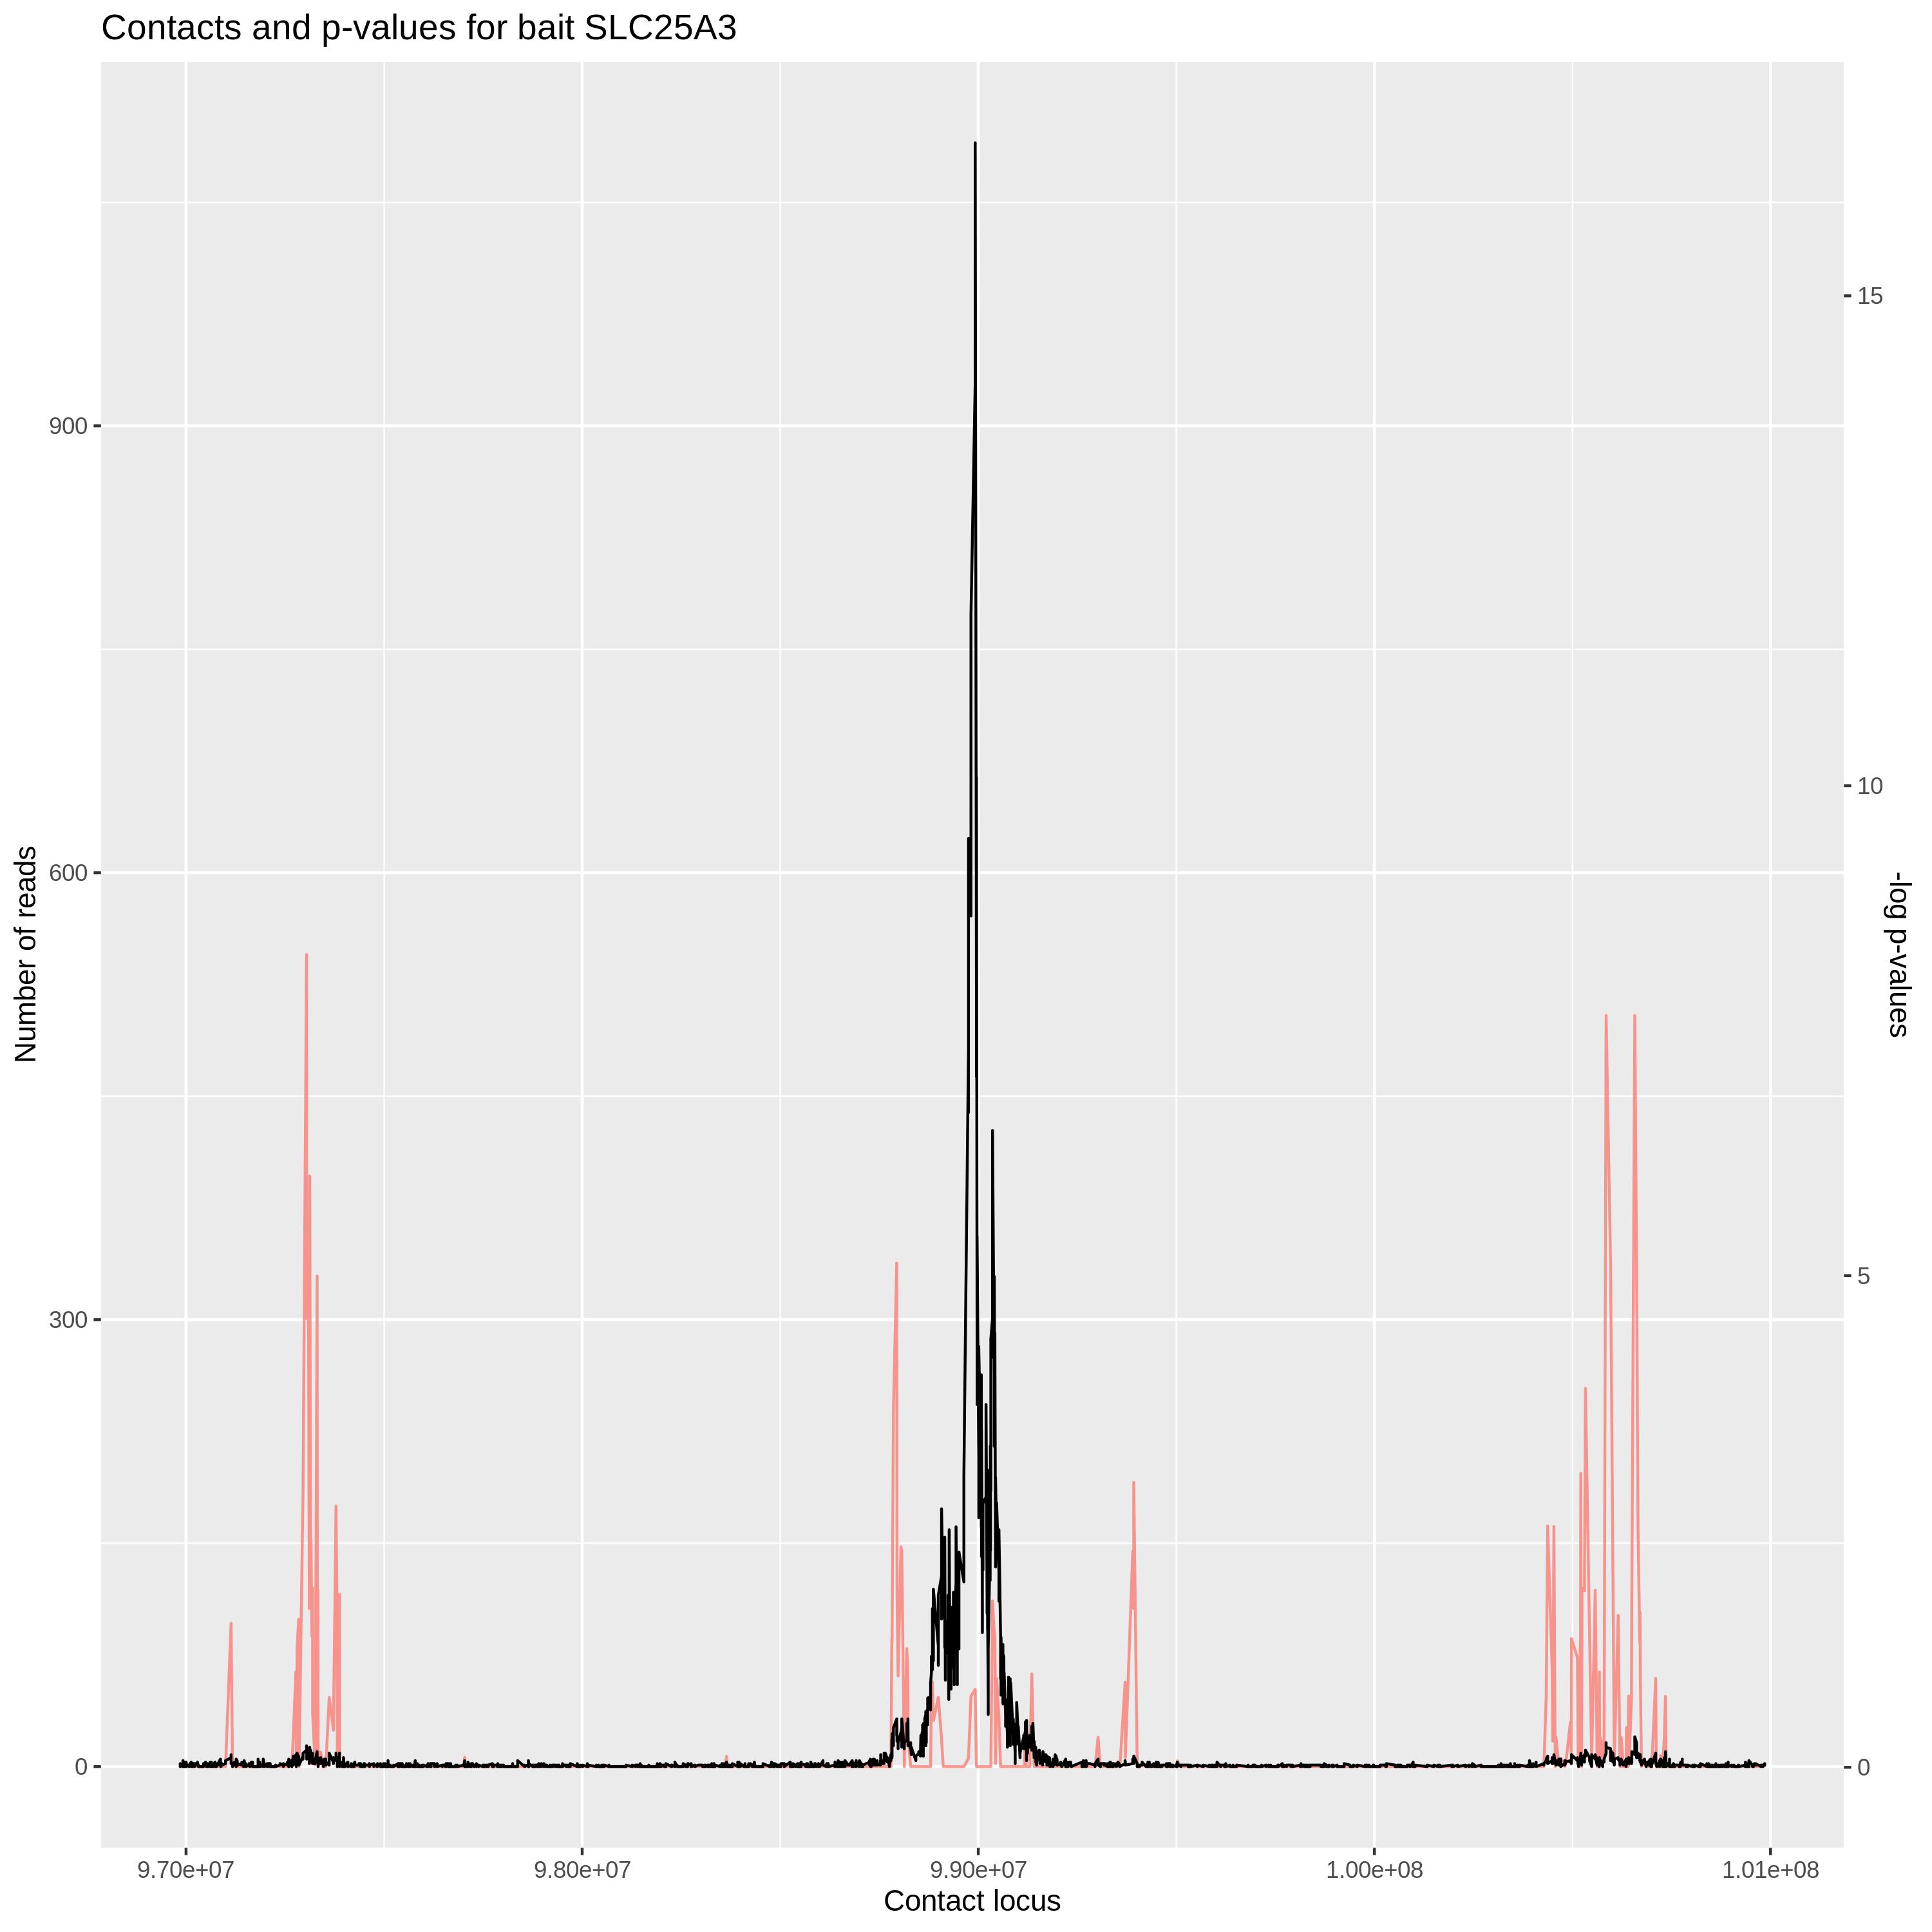 Contacts and p-values for bait SLC25A3
Number of reads
900
600
300
0
15
10
5
0
-log p-values
9.70e+07
9.80e+07
9.90e+07
1.00e+08
1.01e+08
Contact locus